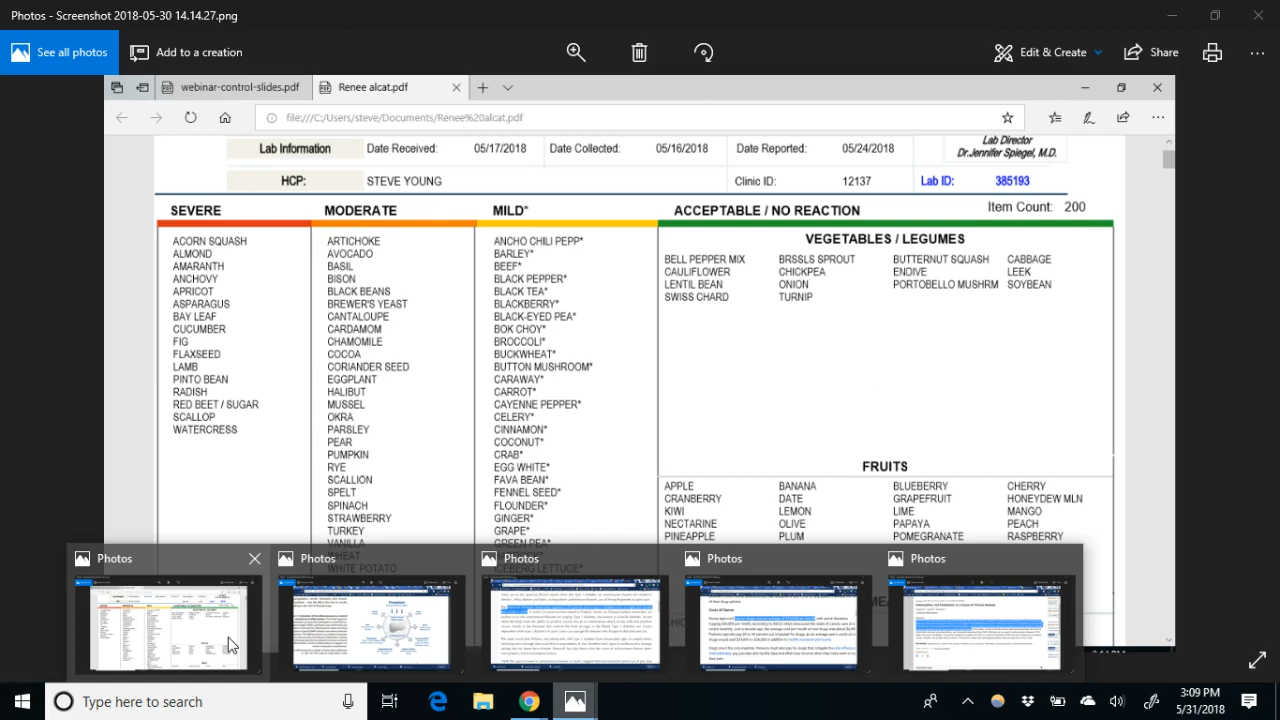 Photos - Screenshot 2018-05-30 14.14.27.png
See all photos
Add to a creation
Edit & Create
Share
webinar-control-slides.pdf
Renee alcat.pdf
file:///C:/Users/steve/Documents/Renee%20alcat.pdf
Lab Information Date Received: 05/17/2018 Date Collected: 05/16/2018 Date Reported: 05/24/2018
Lab Director
Dr.Jennifer Spiegel, M.D.
HCP: STEVE YOUNG Clinic ID: 12137 Lab ID: 385193
Item Count: 200
SEVERE
ACORN SQUASH
ALMOND
AMARANTH
ANCHOVY
APRICOT
ASPARAGUS
BAY LEAF
CUCUMBER
FIG
FLAXSEED
LAMB
PINTO BEAN
RADISH
RED BEET / SUGAR
SCALLOP
WATERCRESS
MODERATE
ARTICHOKE
AVOCADO
BASIL
BISON
BLACK BEANS
BREWER'S YEAST
CANTALOUPE
CARDAMOM
CHAMOMILE
COCOA
CORIANDER SEED
EGGPLANT
HALIBUT
MUSSEL
OKRA
PARSLEY
PEAR
PUMPKIN
RYE
SCALLION
SPELT
SPINACH
STRAWBERRY
TURKEY
VANILLA
WHEAT
WHITE POTATO
MILD*
ANCHO CHILI PEPP*
BARLEY*
BEEF*
BLACK PEPPER*
BLACK TEA*
BLACKBERRY*
BLACK-EYED PEA*
BOK CHOY*
BROCCOLI*
BUCKWHEAT*
BUTTON MUSHROOM*
CARAWAY*
CARROT*
CAYENNE PEPPER*
CELERY*
CINNAMON*
COCONUT*
CRAB*
EGG WHITE*
FAVA BEAN*
FENNEL SEED*
FLOUNDER*
GINGER*
GRAPE*
GREEN PEA*
ICEBERG LETTUCE*
ACCEPTABLE / NO REACTION
VEGETABLES / LEGUMES
BELL PEPPER MIX BRSSLS SPROUT BUTTERNUT SQUASH CABBAGE
CAULIFLOWER CHICKPEA ENDIVE LEEK
LENTIL BEAN ONION PORTOBELLO MUSHRM SOYBEAN
SWISS CHARD TURNIP
FRUITS
APPLE BANANA BLUEBERRY CHERRY
CRANBERRY DATE GRAPEFRUIT HONEYDEW MLN
KIWI LEMON LIME MANGO
NECTARINE OLIVE PAPAYA PEACH
PINEAPPLE PLUM POMEGRANATE RASPBERRY
Photos
Photos
Photos
Photos
Photos
Type here to search
3:09 PM
5/31/2018